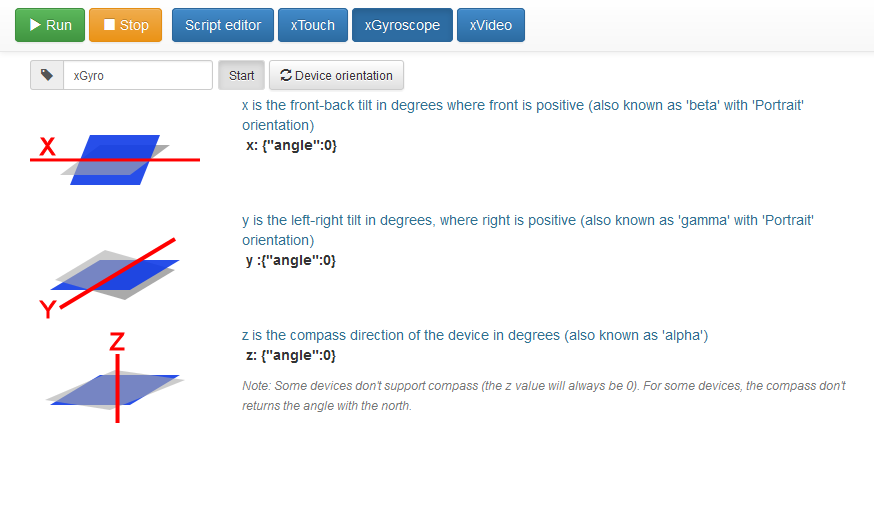 Run Stop Script editor xTouch xGyroscope xVideo
xGyro Start Device orientation
x is the front-back tilt in degrees where front is positive (also known as 'beta' with 'Portrait'
orientation)
x: {"angle":0}
X
y is the left-right tilt in degrees, where right is positive (also known as 'gamma' with 'Portrait'
orientation)
y :{"angle":0}
Y
z is the compass direction of the device in degrees (also known as 'alpha')
Z
z: {"angle":0}
Note: Some devices don't support compass (the z value will always be 0). For some devices, the compass don't
returns the angle with the north.